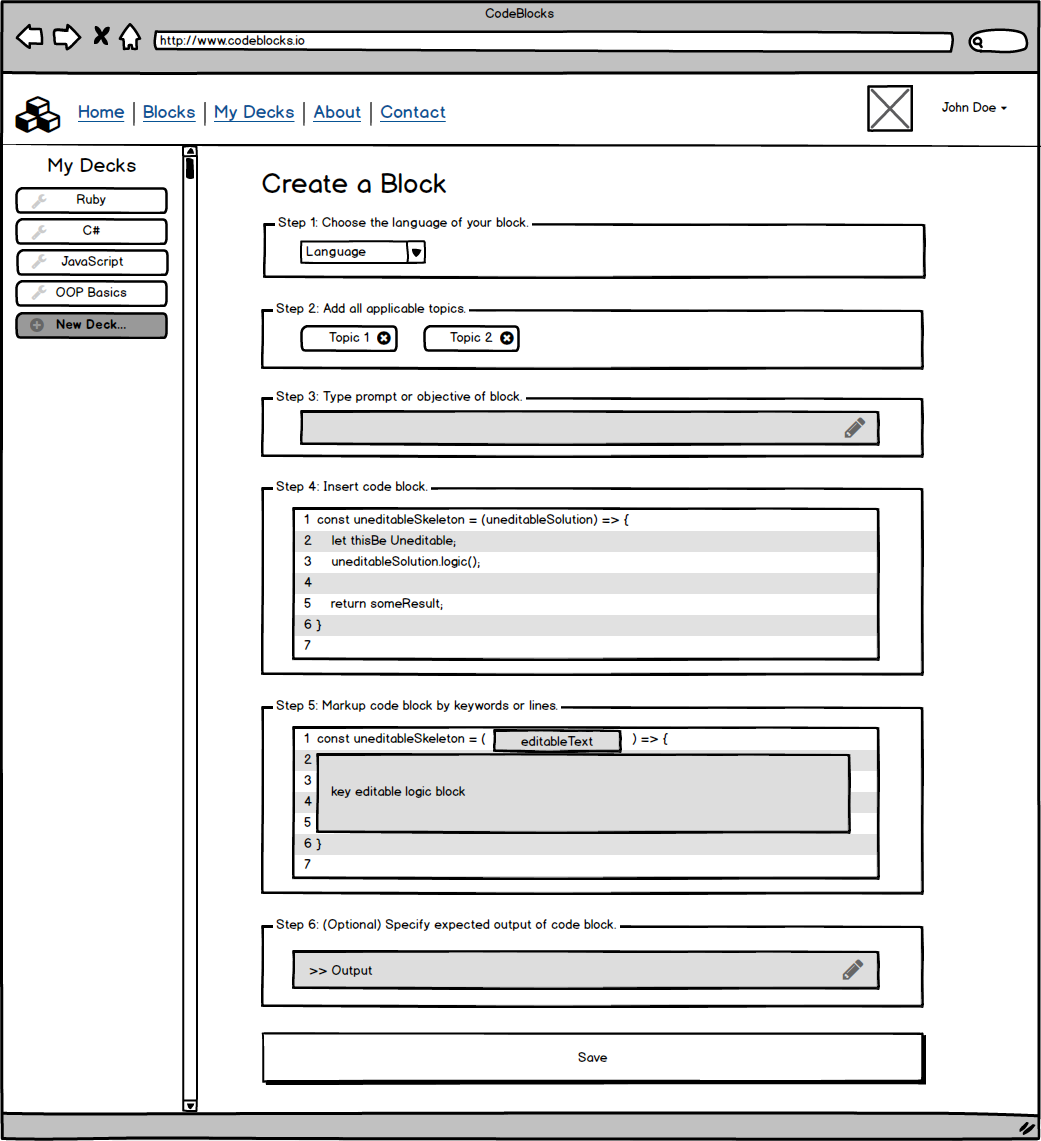 CodeBlocks
http://www.codeblocks.io
Home | Blocks | My Decks | About | Contact
John Doe
My Decks
Ruby
C#
JavaScript
OOP Basics
New Deck...
Create a Block
Step 1: Choose the language of your block.
Language
Step 2: Add all applicable topics.
Topic 1
Topic 2
Step 3: Type prompt or objective of block.
Step 4: Insert code block.
1 const uneditableSkeleton = (uneditableSolution) => {
2 let thisBe Uneditable;
3 uneditableSolution.logic();
4
5 return someResult;
6 }
7
Step 5: Markup code block by keywords or lines.
1 const uneditableSkeleton = ( editableText ) => {
2
3
key editable logic block
4
5
6 }
7
Step 6: (Optional) Specify expected output of code block.
>> Output
Save